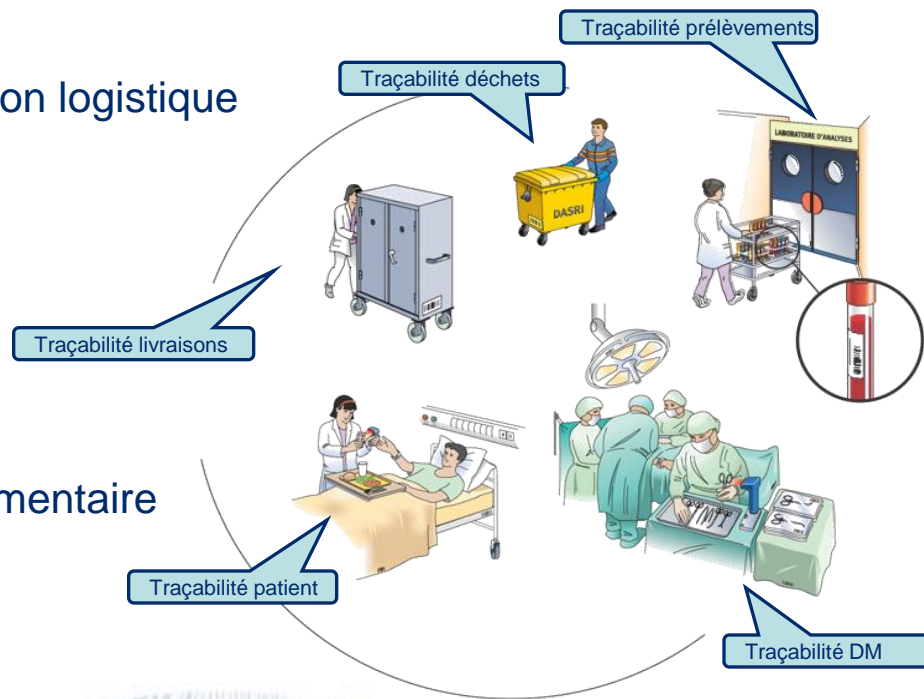 Traçabilité prélèvements
on logistique
Traçabilité déchets
LABORATOIRE D'ANALYSES
DASRI
Traçabilité livraisons
mentaire
Traçabilité patient
Traçabilité DM